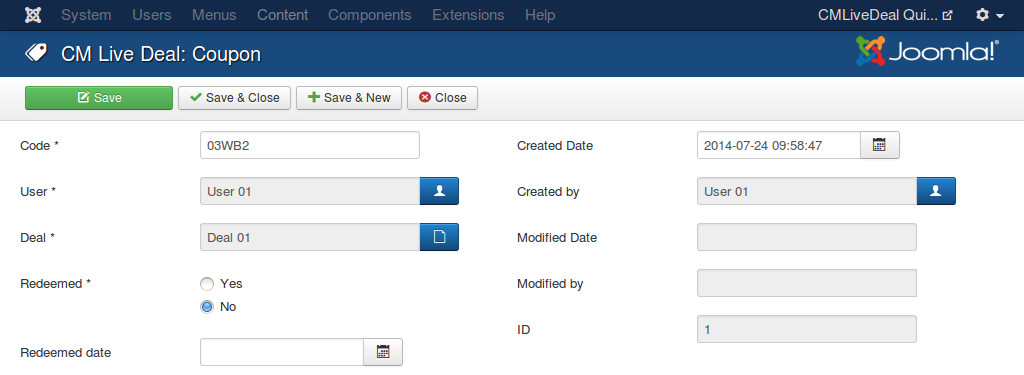 System Users Menus Content Components Extensions Help CMLiveDeal Qui...
CM Live Deal: Coupon Joomla!®
Save Save & Close Save & New Close
Code * 03WB2 Created Date 2014-07-24 09:58:47
User * User 01 Created by User 01
Deal * Deal 01 Modified Date
Redeemed * Yes Modified by
No
ID 1
Redeemed date